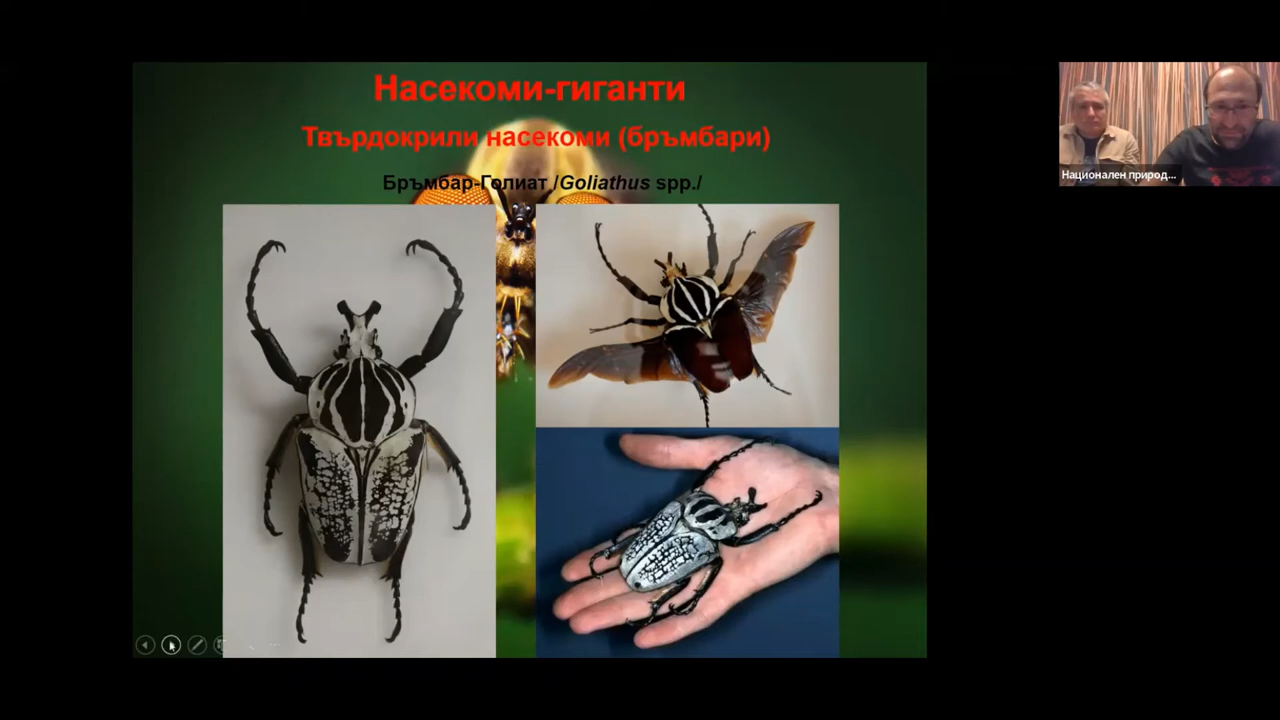 Насекоми-гиганти
Твърдокрили насекоми (бръмбари)
Бръмбар-Голиат /Goliathus spp./
Национален природ...